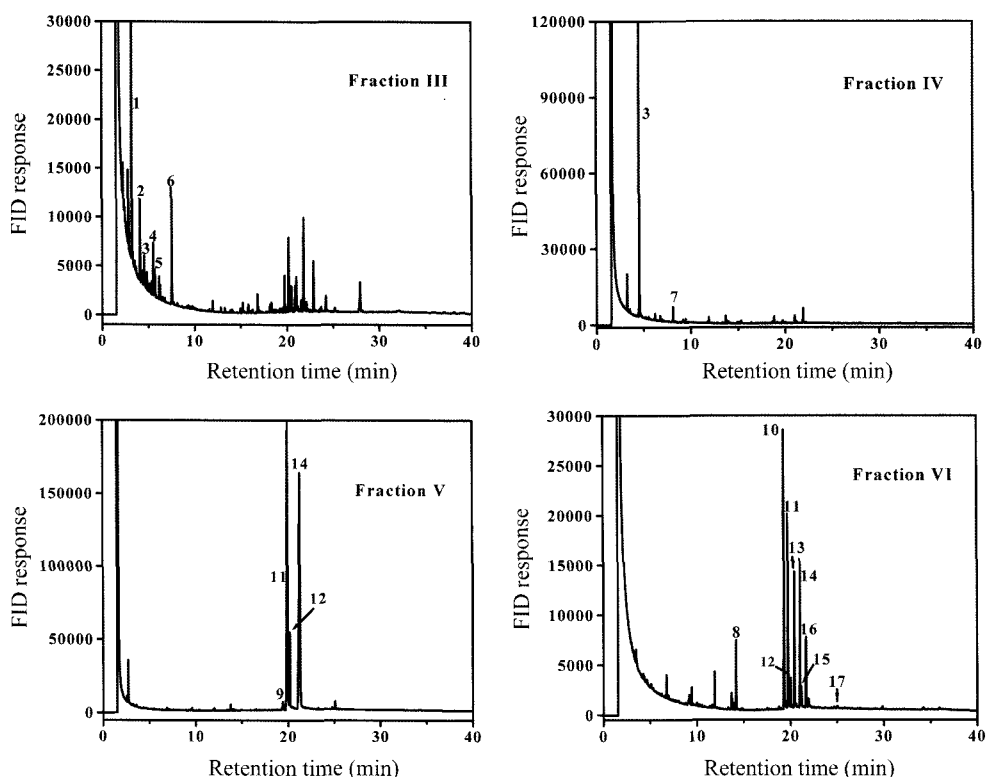 30000
25000
20000
15000
10000
5000
0
FID response
Fraction III
1
2
3
4
5
6
0 10 20 30 40
Retention time (min)
120000
90000
60000
30000
0
FID response
Fraction IV
3
7
0 10 20 30 40
Retention time (min)
200000
150000
100000
50000
0
FID response
Fraction V
14
11
12
9
0 10 20 30 40
Retention time (min)
30000
25000
20000
15000
10000
5000
0
FID response
Fraction VI
10
11
13
14
8
16
12
15
17
0 10 20 30 40
Retention time (min)